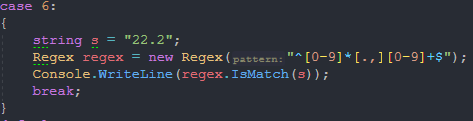 case 6:
{
string s = "22.2";
Regex regex = new Regex(pattern: "^[0-9]*[.,][0-9]+$");
Console.WriteLine(regex.IsMatch(s));
break;
}